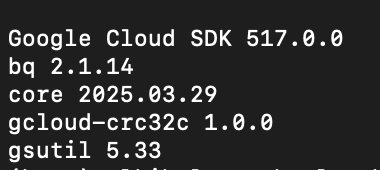 Google Cloud SDK 517.0.0
bq 2.1.14
core 2025.03.29
gcloud-crc32c 1.0.0
gsutil 5.33